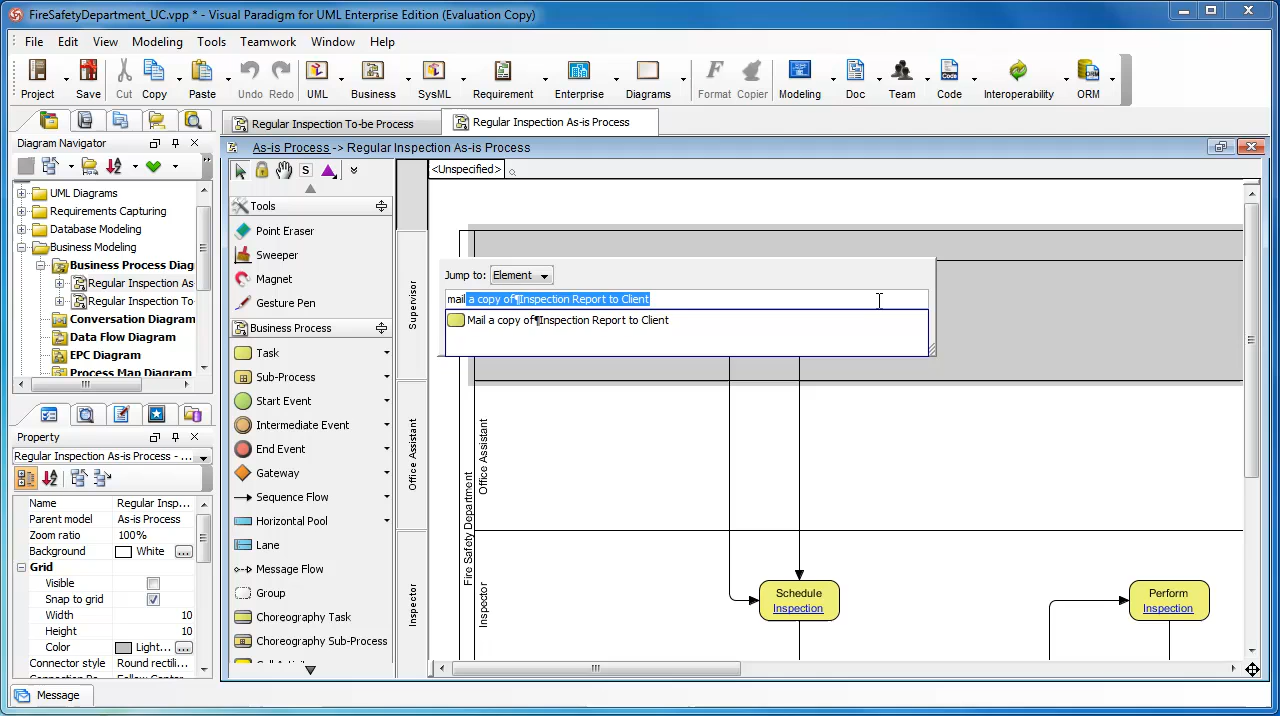 FireSafetyDepartment_UC.vpp * - Visual Paradigm for UML Enterprise Edition (Evaluation Copy)
File Edit View Modeling Tools Teamwork Window Help
Project Save Cut Copy Paste Undo Redo UML Business SysML Requirement Enterprise Diagrams Format Copier Modeling Doc Team Code Interoperability ORM
Regular Inspection To-be Process
Regular Inspection As-is Process
Diagram Navigator
As-is Process -> Regular Inspection As-is Process
<Unspecified>
UML Diagrams
Requirements Capturing
Database Modeling
Business Modeling
Business Process Diag
Regular Inspection As
Regular Inspection To
Conversation Diagram
Data Flow Diagram
EPC Diagram
Process Map Diagram
Property
Regular Inspection As-is Process - ...
Name Regular Insp...
Parent model As-is Process
Zoom ratio 100%
Background White ...
Grid
Visible
Snap to grid
Width 10
Height 10
Color Light... ...
Connector style Round rectili...
Tools
Point Eraser
Sweeper
Magnet
Gesture Pen
Business Process
Task
Sub-Process
Start Event
Intermediate Event
End Event
Gateway
Sequence Flow
Horizontal Pool
Lane
Message Flow
Group
Choreography Task
Choreography Sub-Process
Supervisor
Office Assistant
Inspector
Jump to: Element
mail a copy of¶Inspection Report to Client
Mail a copy of¶Inspection Report to Client
Fire Safety Department
Office Assistant
Inspector
Schedule
Inspection
Perform
Inspection
Message